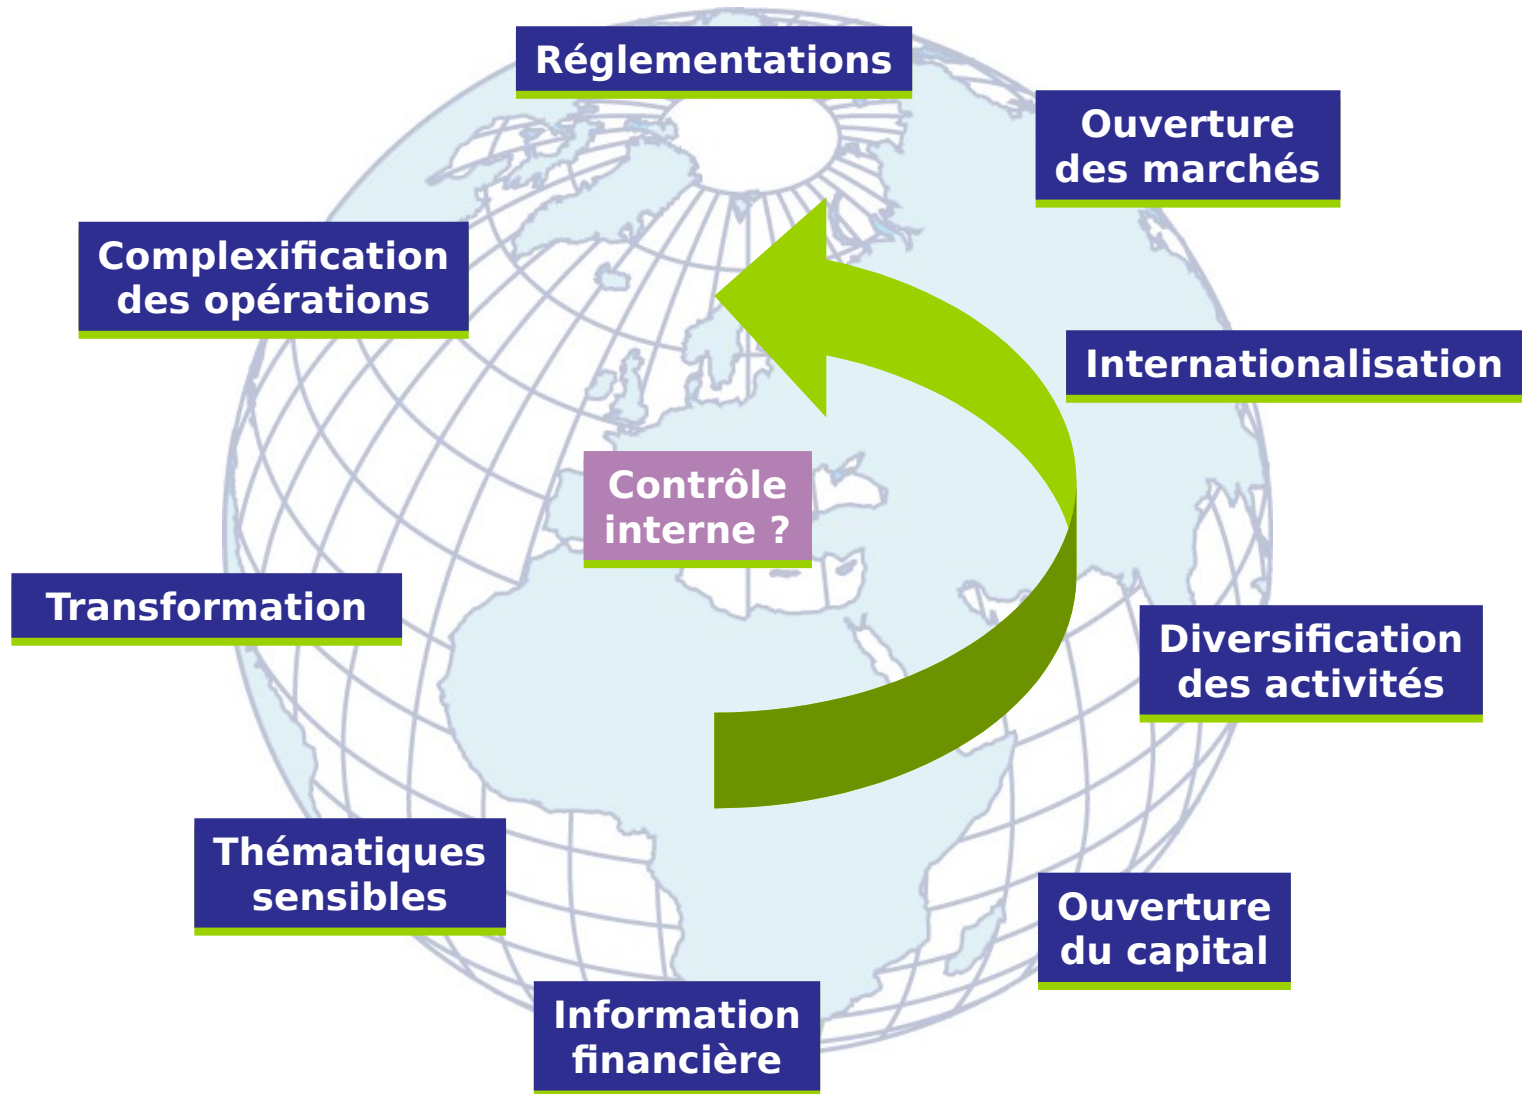 Réglementations
Ouverture
des marchés
Complexification
des opérations
Internationalisation
Contrôle
interne ?
Transformation
Diversification
des activités
Thématiques
sensibles
Ouverture
du capital
Information
financière